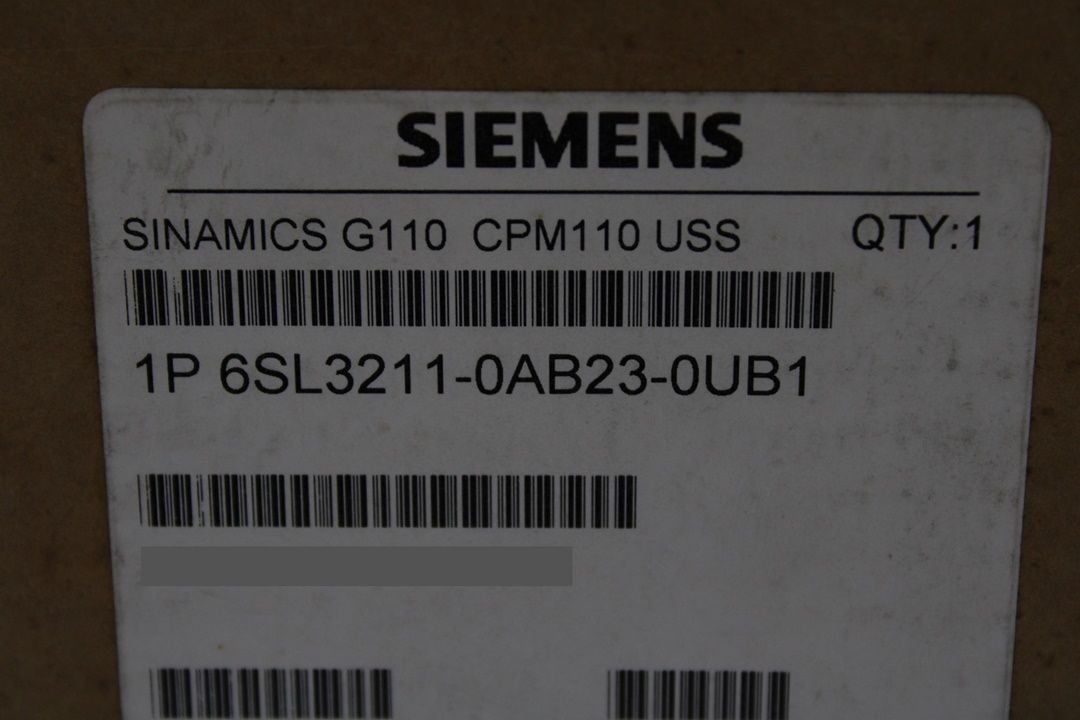 SIEMENS
SINAMICS G110 CPM110 USS QTY:1
1P 6SL3211-0AB23-0UB1